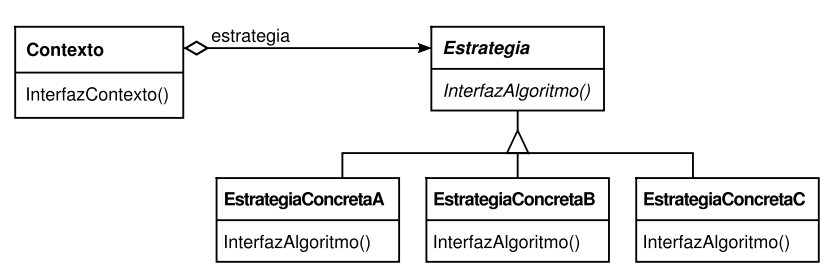 Contexto
InterfazContexto()
estrategia
Estrategia
InterfazAlgoritmo()
EstrategiaConcretaA
InterfazAlgoritmo()
EstrategiaConcretaB
InterfazAlgoritmo()
EstrategiaConcretaC
InterfazAlgoritmo()